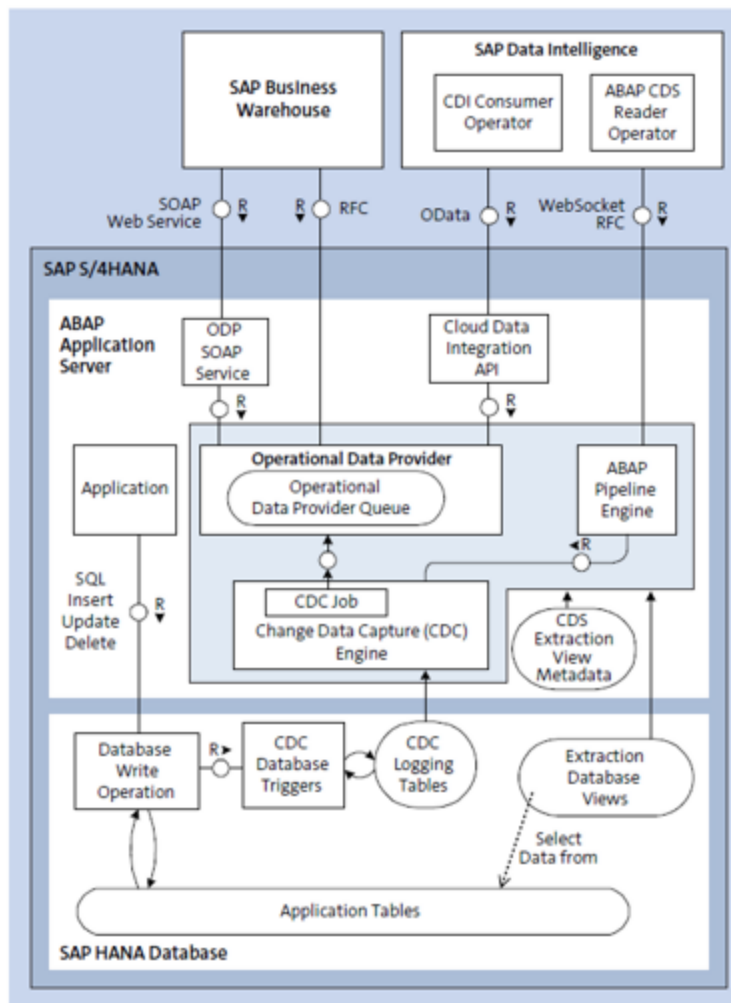 SAP Business
Warehouse
SAP Data Intelligence
CDI Consumer
Operator
ABAP CDS
Reader
Operator
SOAP
Web Service
R
R
RFC
OData
R
WebSocket
RFC
R
SAP S/4HANA
ABAP
Application
Server
ODP
SOAP
Service
Cloud Data
Integration
API
R
R
Application
Operational Data Provider
Operational
Data Provider Queue
ABAP
Pipeline
Engine
R
SQL
Insert
Update
Delete
R
CDC Job
Change Data Capture (CDC)
Engine
CDS
Extraction
View
Metadata
Database
Write
Operation
R
CDC
Database
Triggers
CDC
Logging
Tables
Extraction
Database
Views
Select
Data from
Application Tables
SAP HANA Database